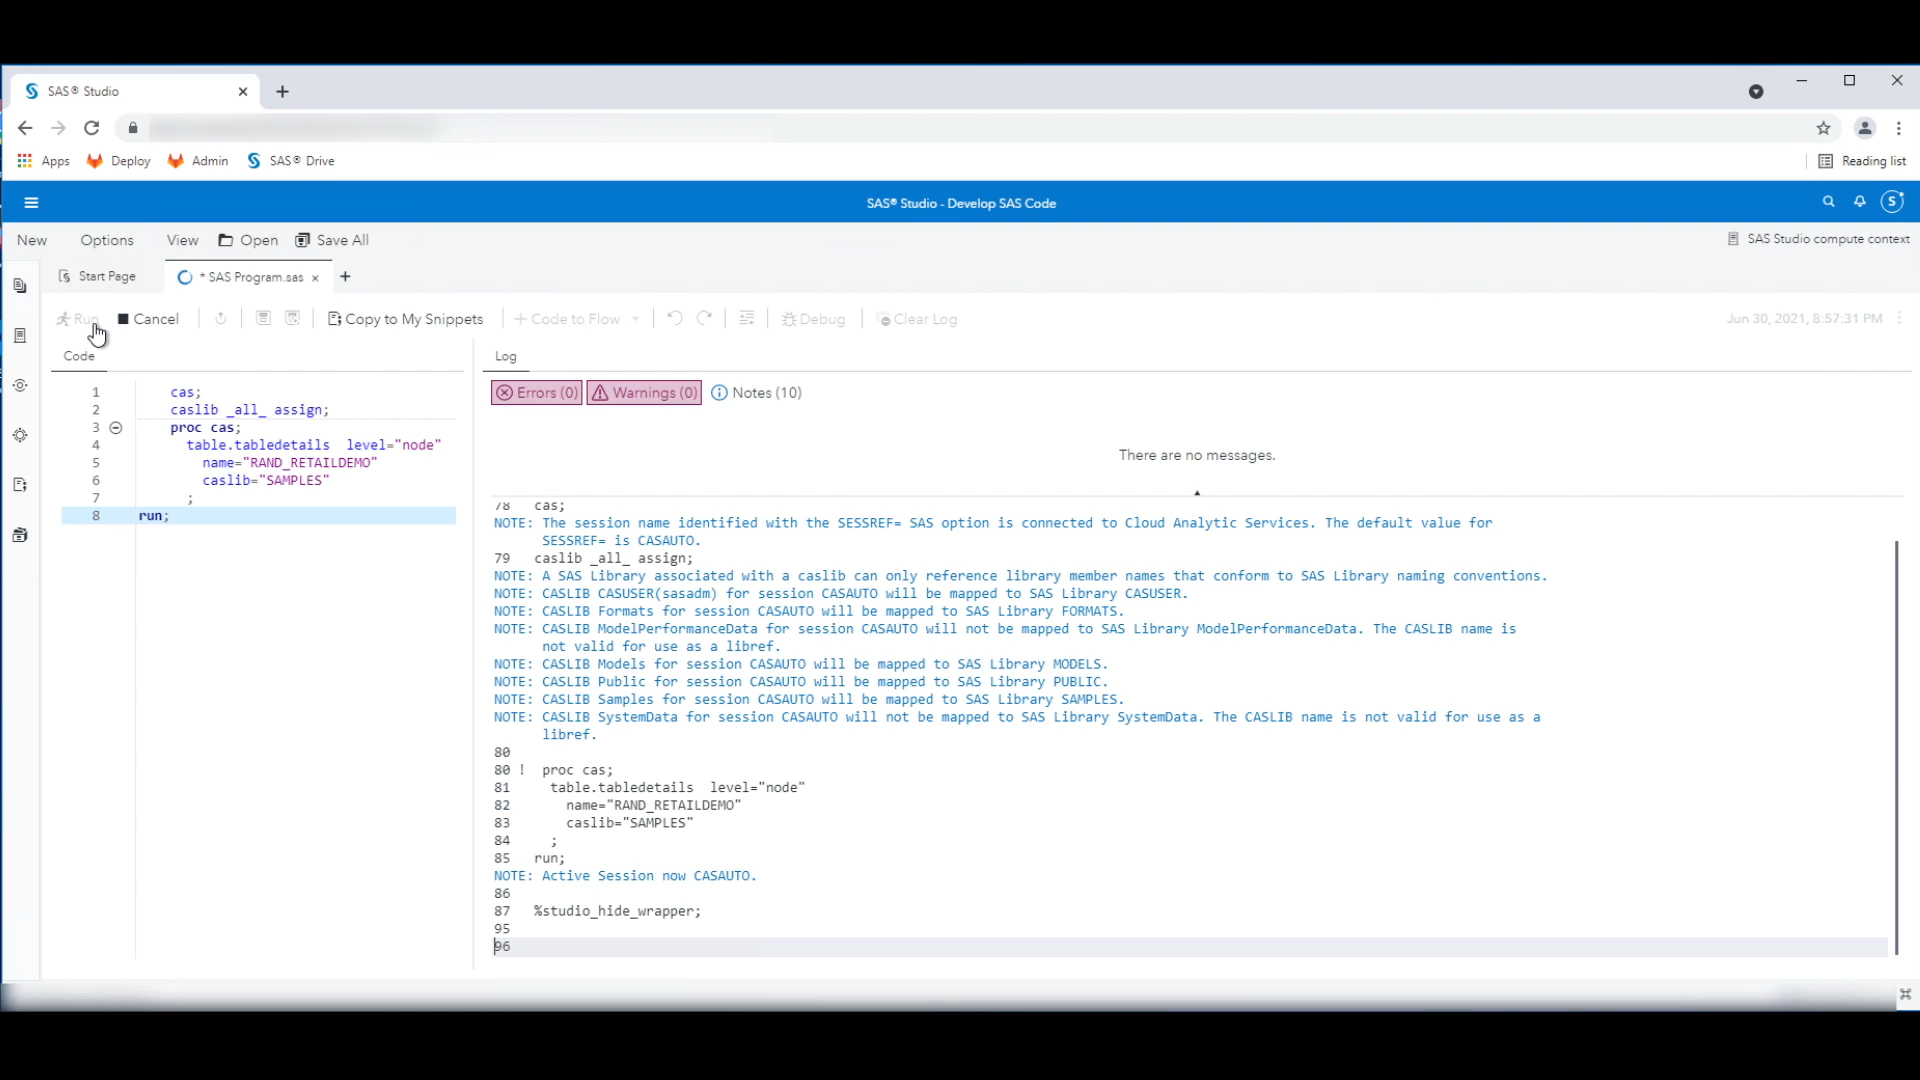 SAS® Studio
Apps Deploy Admin SAS® Drive Reading list
SAS® Studio - Develop SAS Code
S
New Options View Open Save All SAS Studio compute context
Start Page * SAS Program.sas
Run Cancel Copy to My Snippets Code to Flow Debug Clear Log Jun 30, 2021, 8:57:31 PM
Code
1 cas;
2 caslib _all_ assign;
3 proc cas;
4 table.tabledetails level="node"
5 name="RAND_RETAILDEMO"
6 caslib="SAMPLES"
7 ;
8 run;
Log
Errors (0) Warnings (0) Notes (10)
There are no messages.
78 cas;
NOTE: The session name identified with the SESSREF= SAS option is connected to Cloud Analytic Services. The default value for
SESSREF= is CASAUTO.
79 caslib _all_ assign;
NOTE: A SAS Library associated with a caslib can only reference library member names that conform to SAS Library naming conventions.
NOTE: CASLIB CASUSER(sasadm) for session CASAUTO will be mapped to SAS Library CASUSER.
NOTE: CASLIB Formats for session CASAUTO will be mapped to SAS Library FORMATS.
NOTE: CASLIB ModelPerformanceData for session CASAUTO will not be mapped to SAS Library ModelPerformanceData. The CASLIB name is
not valid for use as a libref.
NOTE: CASLIB Models for session CASAUTO will be mapped to SAS Library MODELS.
NOTE: CASLIB Public for session CASAUTO will be mapped to SAS Library PUBLIC.
NOTE: CASLIB Samples for session CASAUTO will be mapped to SAS Library SAMPLES.
NOTE: CASLIB SystemData for session CASAUTO will not be mapped to SAS Library SystemData. The CASLIB name is not valid for use as a
libref.
80
80 ! proc cas;
81 table.tabledetails level="node"
82 name="RAND_RETAILDEMO"
83 caslib="SAMPLES"
84 ;
85 run;
NOTE: Active Session now CASAUTO.
86
87 %studio_hide_wrapper;
95
96